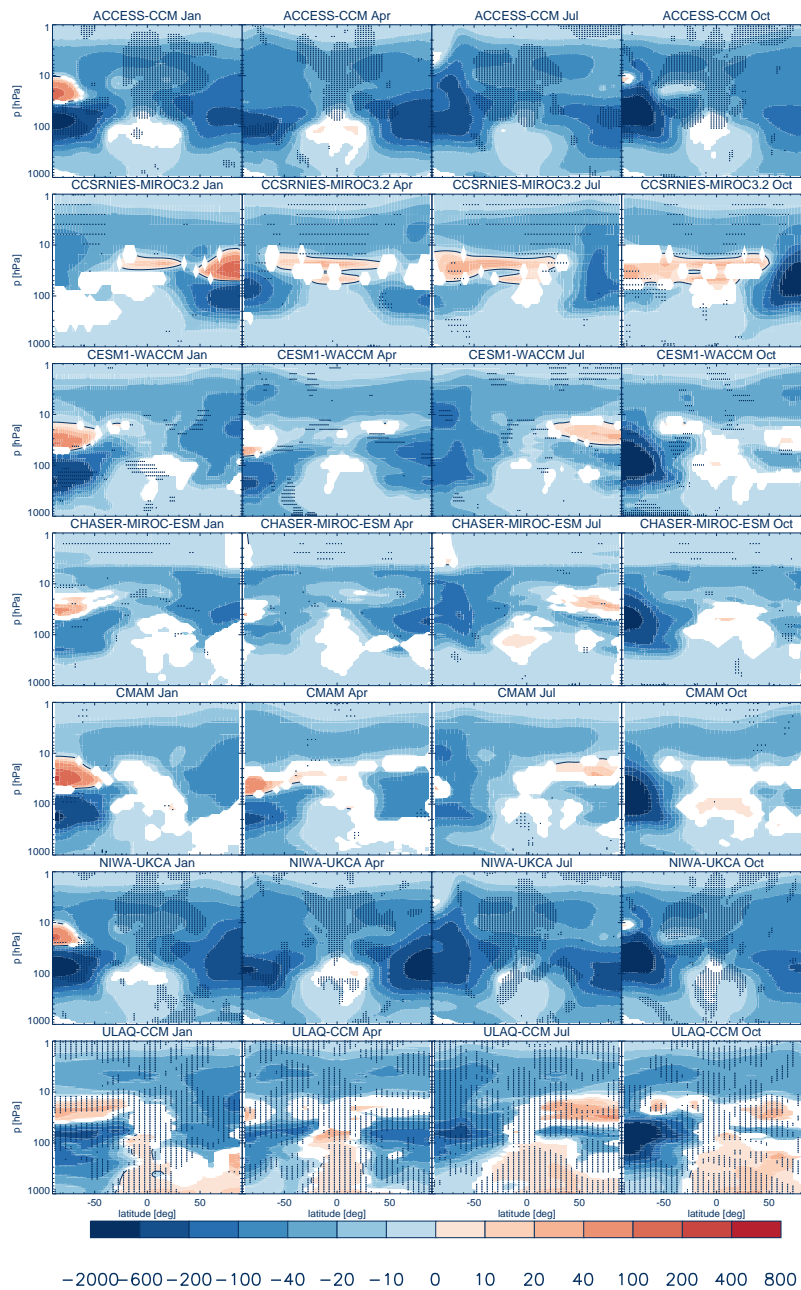 ACCESS-CCM Jan ACCESS-CCM Apr ACCESS-CCM Jul ACCESS-CCM Oct
1
10
100
1000
p [hPa]
CCSRNIES-MIROC3.2 Jan CCSRNIES-MIROC3.2 Apr CCSRNIES-MIROC3.2 Jul CCSRNIES-MIROC3.2 Oct
1
10
100
1000
p [hPa]
CESM1-WACCM Jan CESM1-WACCM Apr CESM1-WACCM Jul CESM1-WACCM Oct
1
10
100
1000
p [hPa]
CHASER-MIROC-ESM Jan CHASER-MIROC-ESM Apr CHASER-MIROC-ESM Jul CHASER-MIROC-ESM Oct
1
10
100
1000
p [hPa]
CMAM Jan CMAM Apr CMAM Jul CMAM Oct
1
10
100
1000
p [hPa]
NIWA-UKCA Jan NIWA-UKCA Apr NIWA-UKCA Jul NIWA-UKCA Oct
1
10
100
1000
p [hPa]
ULAQ-CCM Jan ULAQ-CCM Apr ULAQ-CCM Jul ULAQ-CCM Oct
1
10
100
1000
p [hPa]
-50 0 50 -50 0 50 -50 0 50 -50 0 50
latitude [deg] latitude [deg] latitude [deg] latitude [deg]
−2000 −600 −200 −100 −40 −20 −10 0 10 20 40 100 200 400 800